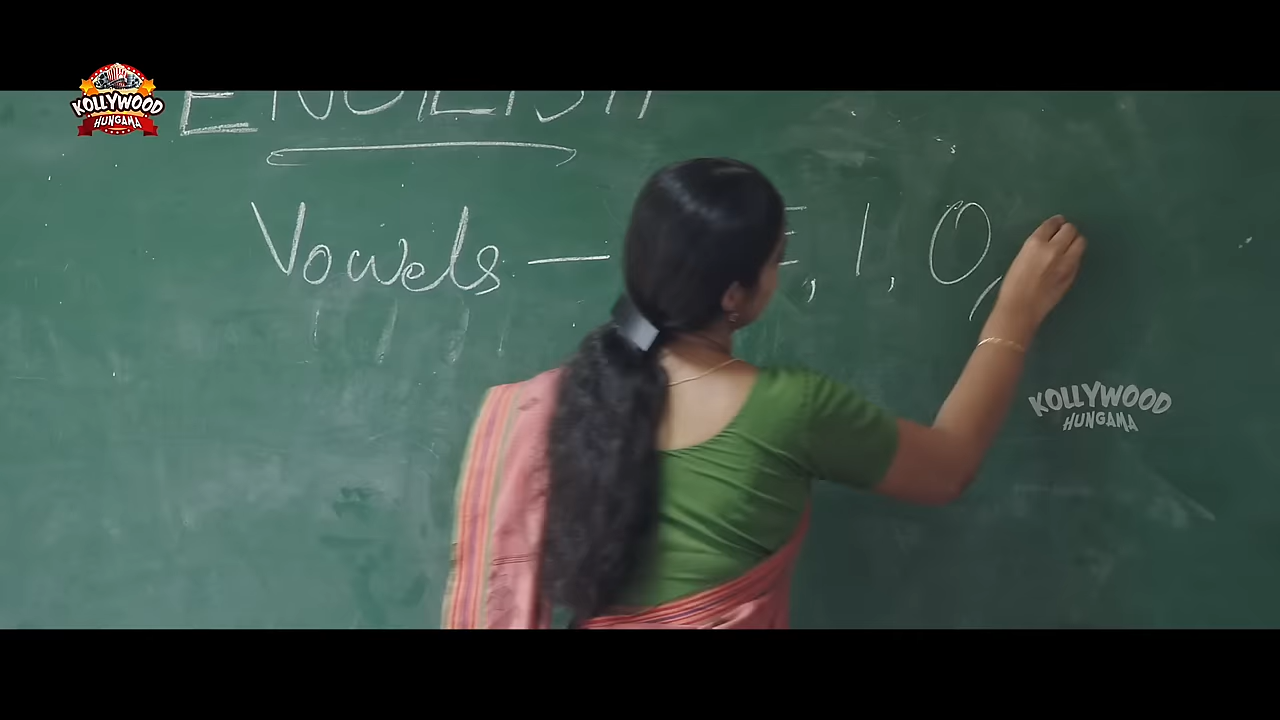 KOLLYWOOD
HUNGAMA
ENGLISH
Vowels — E, I, O,
KOLLYWOOD
HUNGAMA